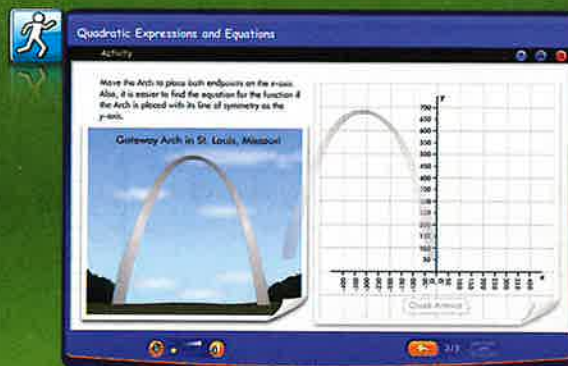 Quadratic Expressions and Equations
Activity
Move the Arch to place both endpoints on the x-axis.
Also, it is easier to find the equation for the function if
the Arch is placed with its line of symmetry as the
y-axis.
Gateway Arch in St. Louis, Missouri
y
700
650
600
550
500
450
400
350
300
250
200
150
100
50
x
Check Answer